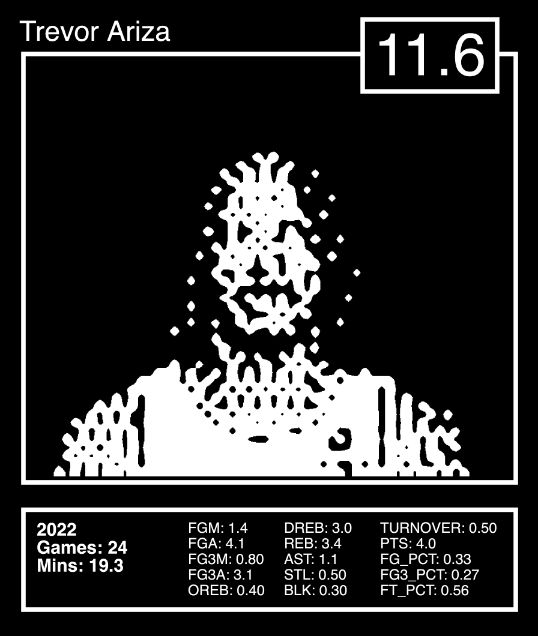 Trevor Ariza
11.6
2022
Games: 24
Mins: 19.3
FGM: 1.4
FGA: 4.1
FG3M: 0.80
FG3A: 3.1
OREB: 0.40
DREB: 3.0
REB: 3.4
AST: 1.1
STL: 0.50
BLK: 0.30
TURNOVER: 0.50
PTS: 4.0
FG_PCT: 0.33
FG3_PCT: 0.27
FT_PCT: 0.56